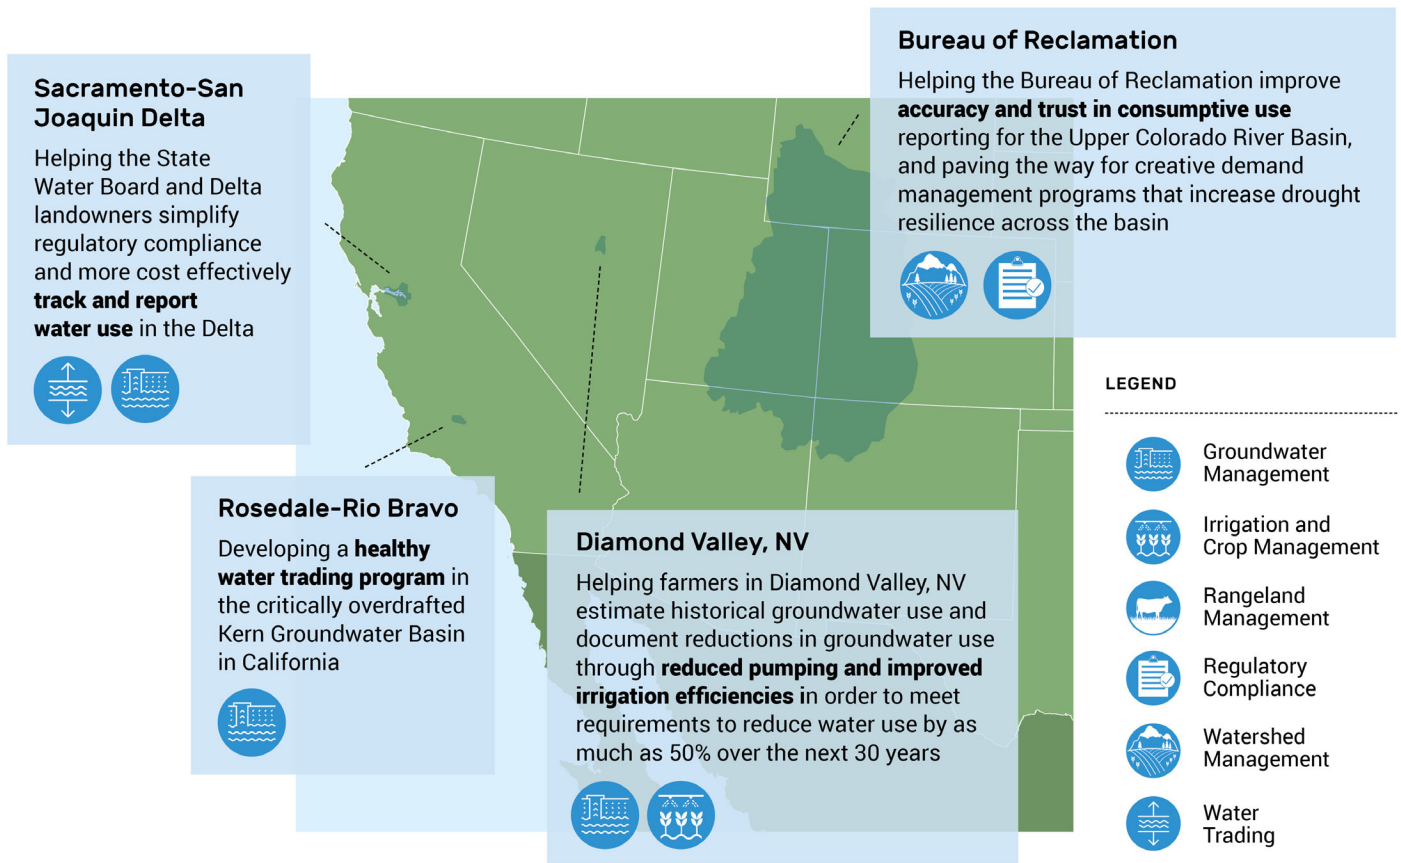 Sacramento-San
Joaquin Delta
Helping the State
Water Board and Delta
landowners simplify
regulatory compliance
and more cost effectively
track and report
water use in the Delta
Bureau of Reclamation
Helping the Bureau of Reclamation improve
accuracy and trust in consumptive use
reporting for the Upper Colorado River Basin,
and paving the way for creative demand
management programs that increase drought
resilience across the basin
Rosedale-Rio Bravo
Developing a healthy
water trading program in
the critically overdrafted
Kern Groundwater Basin
in California
Diamond Valley, NV
Helping farmers in Diamond Valley, NV
estimate historical groundwater use and
document reductions in groundwater use
through reduced pumping and improved
irrigation efficiencies in order to meet
requirements to reduce water use by as
much as 50% over the next 30 years
LEGEND
Groundwater
Management
Irrigation and
Crop Management
Rangeland
Management
Regulatory
Compliance
Watershed
Management
Water
Trading